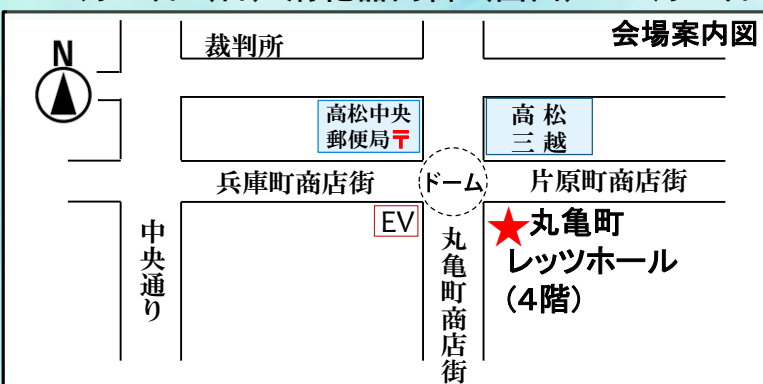 会場案内図
N
裁判所
高松中央
郵便局〒
高松
三越
兵庫町商店街
ドーム
片原町商店街
EV
★丸亀町
レッツホール
(4階)
中央通り
丸亀町商店街